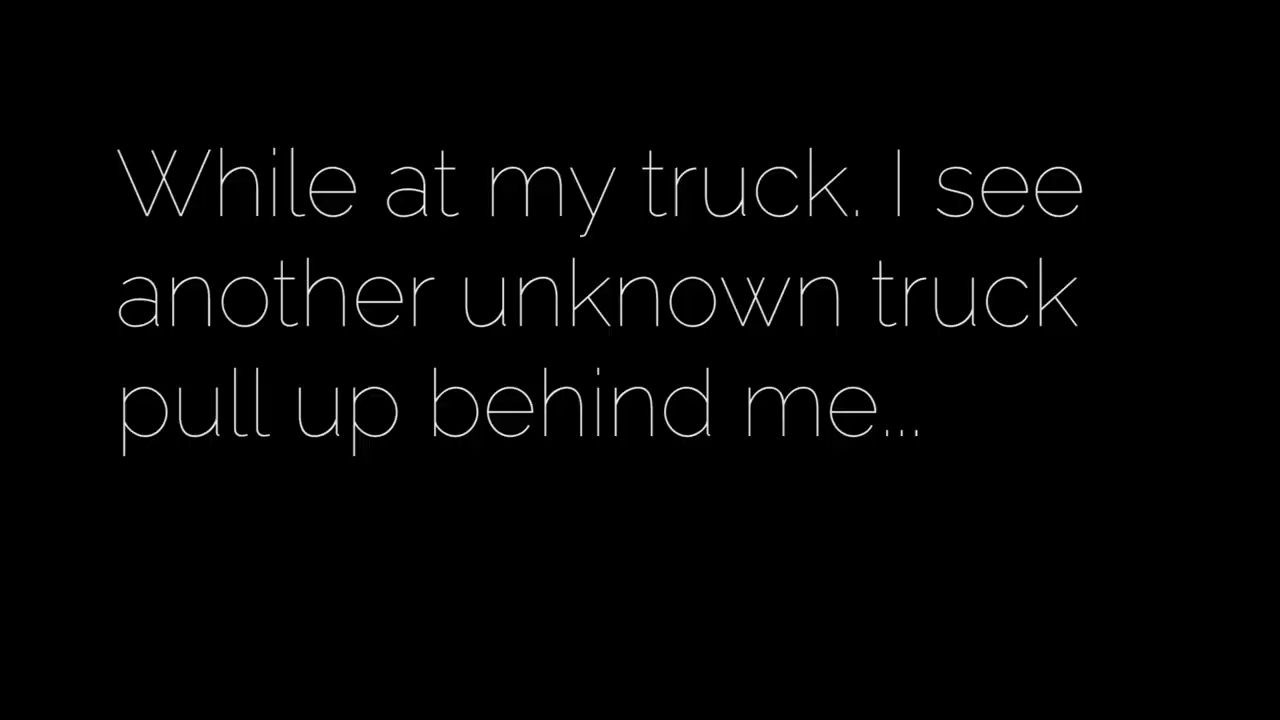 While at my truck. I see
another unknown truck
pull up behind me...